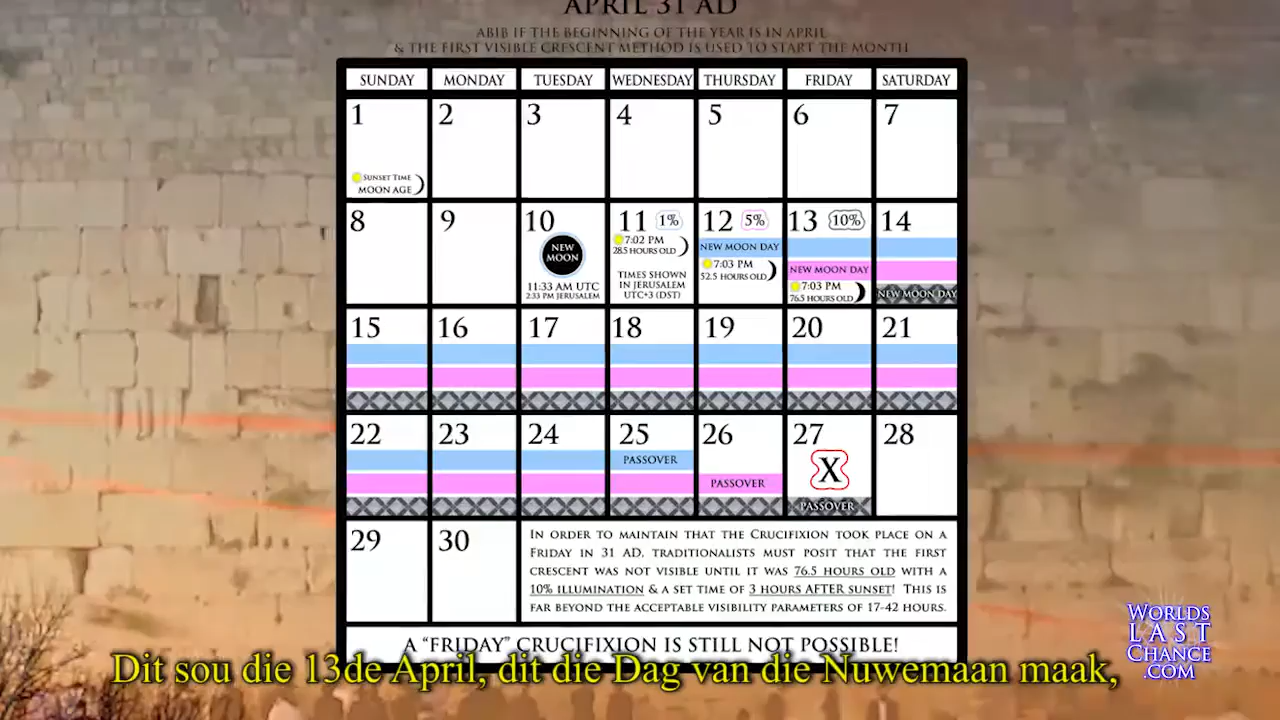 APRIL 31 AD
ABIB IF THE BEGINNING OF THE YEAR IS IN APRIL
& THE FIRST VISIBLE CRESCENT METHOD IS USED TO START THE MONTH
SUNDAY MONDAY TUESDAY WEDNESDAY THURSDAY FRIDAY SATURDAY
1 2 3 4 5 6 7
SUNSET TIME
MOON AGE
8 9 10 11 1% 12 5% 13 10% 14
NEW MOON
11:33 AM UTC
2:33 PM JERUSALEM
7:02 PM
28.5 HOURS OLD
TIMES SHOWN
IN JERUSALEM
UTC+3 (DST)
NEW MOON DAY
7:03 PM
52.5 HOURS OLD
NEW MOON DAY
7:03 PM
76.5 HOURS OLD
NEW MOON DAY
15 16 17 18 19 20 21
22 23 24 25 26 27 28
PASSOVER
PASSOVER
X
PASSOVER
29 30
IN ORDER TO MAINTAIN THAT THE CRUCIFIXION TOOK PLACE ON A
FRIDAY IN 31 AD, TRADITIONALISTS MUST POSIT THAT THE FIRST
CRESCENT WAS NOT VISIBLE UNTIL IT WAS 76.5 HOURS OLD WITH A
10% ILLUMINATION & A SET TIME OF 3 HOURS AFTER SUNSET! THIS IS
FAR BEYOND THE ACCEPTABLE VISIBILITY PARAMETERS OF 17-42 HOURS.
A “FRIDAY” CRUCIFIXION IS STILL NOT POSSIBLE!
Dit sou die 13de April, dit die Dag van die Nuwemaan maak,
WORLDS
LAST
CHANCE
.COM